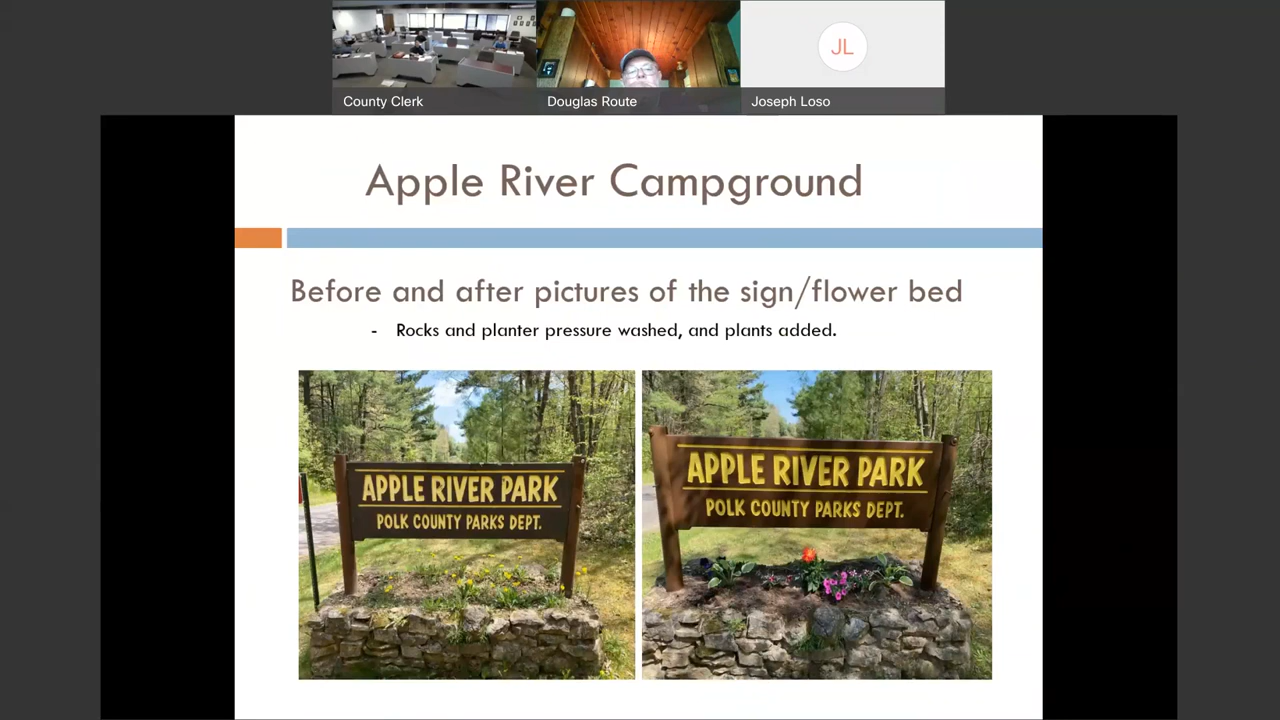 County Clerk
Douglas Route
JL
Joseph Loso
Apple River Campground
Before and after pictures of the sign/flower bed
- Rocks and planter pressure washed, and plants added.
APPLE RIVER PARK
POLK COUNTY PARKS DEPT.
APPLE RIVER PARK
POLK COUNTY PARKS DEPT.